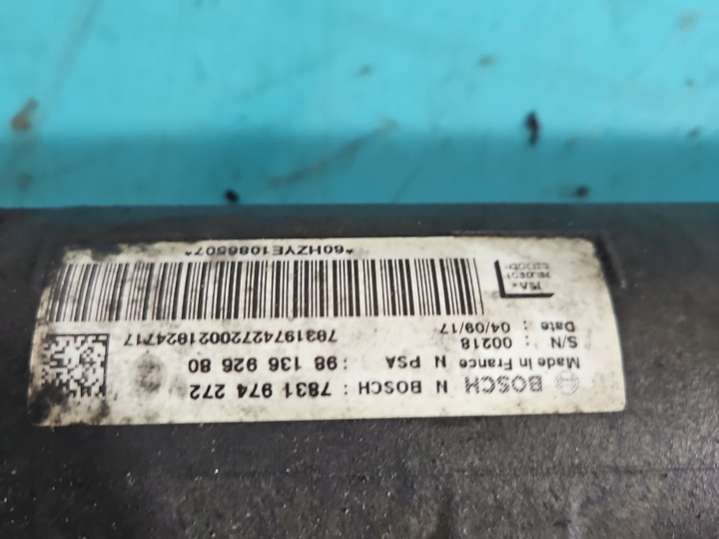 BOSCH N BOSCH : 7831 974 272
Made in France N PSA : 98 136 926 80
S/N : 00218
Date : 04/09/17 78319742720021824717
*60HZYE10886507*